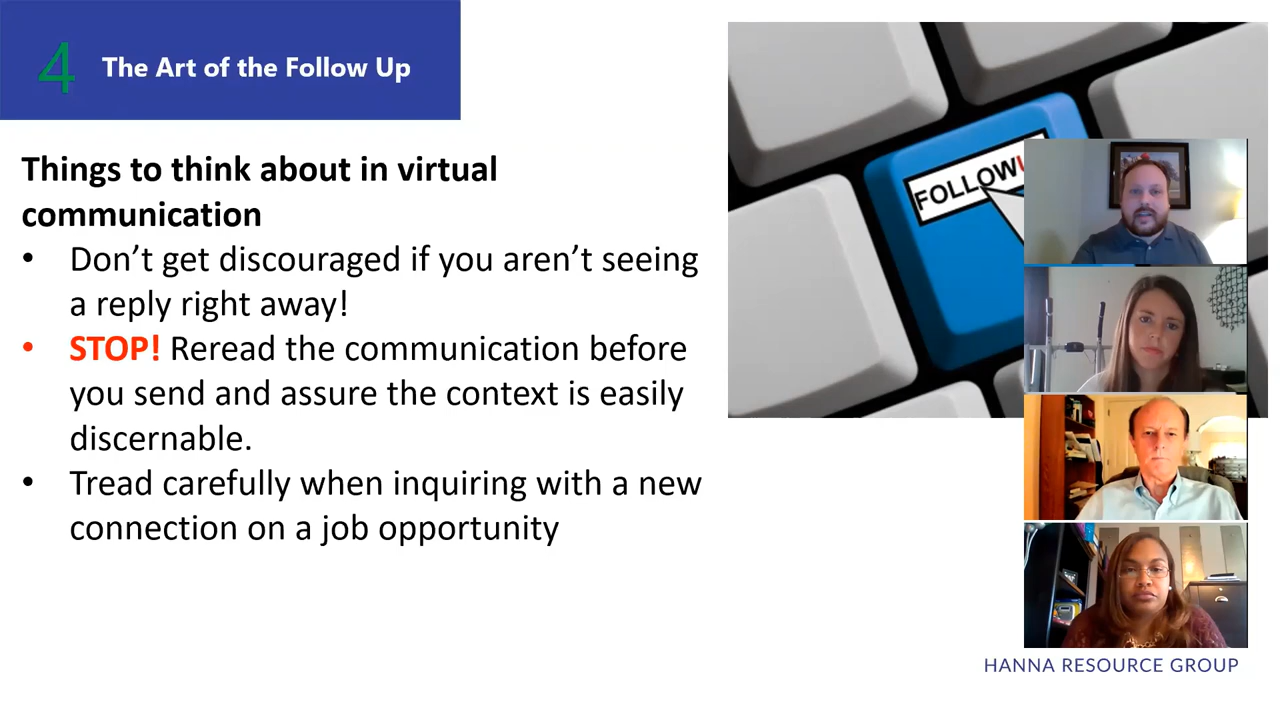 4 The Art of the Follow Up
Things to think about in virtual
communication
• Don’t get discouraged if you aren’t seeing
a reply right away!
• STOP! Reread the communication before
you send and assure the context is easily
discernable.
• Tread carefully when inquiring with a new
connection on a job opportunity
FOLLOW
HANNA RESOURCE GROUP